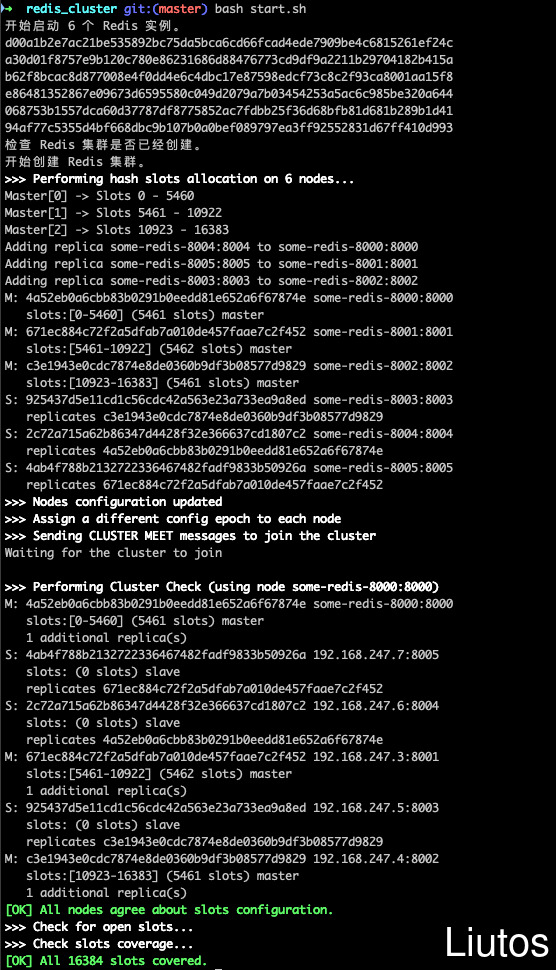 → redis_cluster git:(master) bash start.sh
开始启动 6 个 Redis 实例。
d00a1b2e7ac21be535892bc75da5bca6cd66fcad4ede7909be4c6815261ef24c
a30d01f8757e9b120c780e86231686d88476773cd9df9a2211b29704182b415a
b62f8bcac8d877008e4f0dd4e6c4dbc17e87598edcf73c8c2f93ca8001aa15f8
e86481352867e09673d6595580c049d2079a7b03454253a5ac6c985be320a644
068753b1557dca60d37787df8775852ac7fdbb25f36d68bfb81d681b289b1d41
94af77c5355d4bf668dbc9b107b0a0bef089797ea3ff92552831d67ff410d993
检查 Redis 集群是否已经创建。
开始创建 Redis 集群。
>>> Performing hash slots allocation on 6 nodes...
Master[0] -> Slots 0 - 5460
Master[1] -> Slots 5461 - 10922
Master[2] -> Slots 10923 - 16383
Adding replica some-redis-8004:8004 to some-redis-8000:8000
Adding replica some-redis-8005:8005 to some-redis-8001:8001
Adding replica some-redis-8003:8003 to some-redis-8002:8002
M: 4a52eb0a6cbb83b0291b0eedd81e652a6f67874e some-redis-8000:8000
slots:[0-5460] (5461 slots) master
M: 671ec884c72f2a5dfab7a010de457faae7c2f452 some-redis-8001:8001
slots:[5461-10922] (5462 slots) master
M: c3e1943e0cdc7874e8de0360b9df3b08577d9829 some-redis-8002:8002
slots:[10923-16383] (5461 slots) master
S: 925437d5e11cd1c56cdc42a563e23a733ea9a8ed some-redis-8003:8003
replicates c3e1943e0cdc7874e8de0360b9df3b08577d9829
S: 2c72a715a62b86347d4428f32e366637cd1807c2 some-redis-8004:8004
replicates 4a52eb0a6cbb83b0291b0eedd81e652a6f67874e
S: 4ab4f788b2132722336467482fadf9833b50926a some-redis-8005:8005
replicates 671ec884c72f2a5dfab7a010de457faae7c2f452
>>> Nodes configuration updated
>>> Assign a different config epoch to each node
>>> Sending CLUSTER MEET messages to join the cluster
Waiting for the cluster to join
>>> Performing Cluster Check (using node some-redis-8000:8000)
M: 4a52eb0a6cbb83b0291b0eedd81e652a6f67874e some-redis-8000:8000
slots:[0-5460] (5461 slots) master
1 additional replica(s)
S: 4ab4f788b2132722336467482fadf9833b50926a 192.168.247.7:8005
slots: (0 slots) slave
replicates 671ec884c72f2a5dfab7a010de457faae7c2f452
S: 2c72a715a62b86347d4428f32e366637cd1807c2 192.168.247.6:8004
slots: (0 slots) slave
replicates 4a52eb0a6cbb83b0291b0eedd81e652a6f67874e
M: 671ec884c72f2a5dfab7a010de457faae7c2f452 192.168.247.3:8001
slots:[5461-10922] (5462 slots) master
1 additional replica(s)
S: 925437d5e11cd1c56cdc42a563e23a733ea9a8ed 192.168.247.5:8003
slots: (0 slots) slave
replicates c3e1943e0cdc7874e8de0360b9df3b08577d9829
M: c3e1943e0cdc7874e8de0360b9df3b08577d9829 192.168.247.4:8002
slots:[10923-16383] (5461 slots) master
1 additional replica(s)
[OK] All nodes agree about slots configuration.
>>> Check for open slots...
>>> Check slots coverage...
[OK] All 16384 slots covered.
Liutos